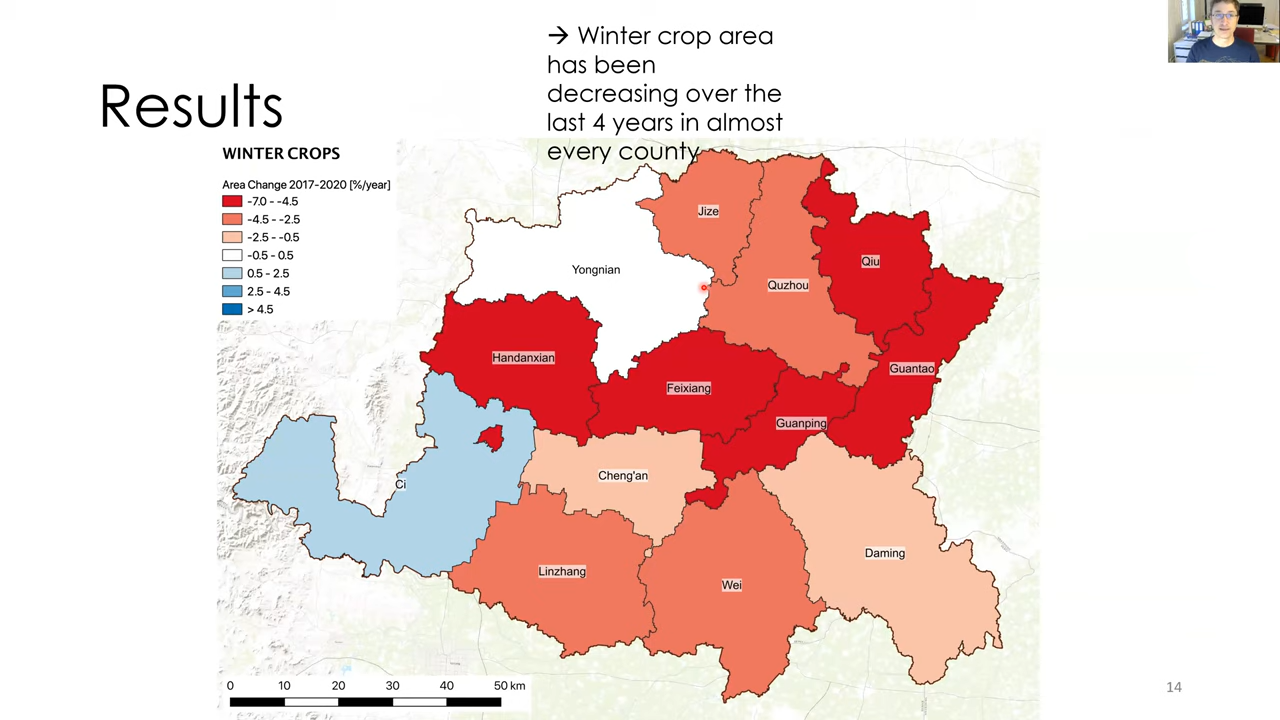 → Winter crop area
has been
decreasing over the
last 4 years in almost
every county
Results
WINTER CROPS
Area Change 2017-2020 [%/year]
-7.0 - -4.5
-4.5 - -2.5
-2.5 - -0.5
-0.5 - 0.5
0.5 - 2.5
2.5 - 4.5
> 4.5
Jize
Qiu
Yongnian
Quzhou
Handanxian
Guantao
Feixiang
Guanping
Cheng'an
Ci
Daming
Linzhang
Wei
0 10 20 30 40 50 km
14